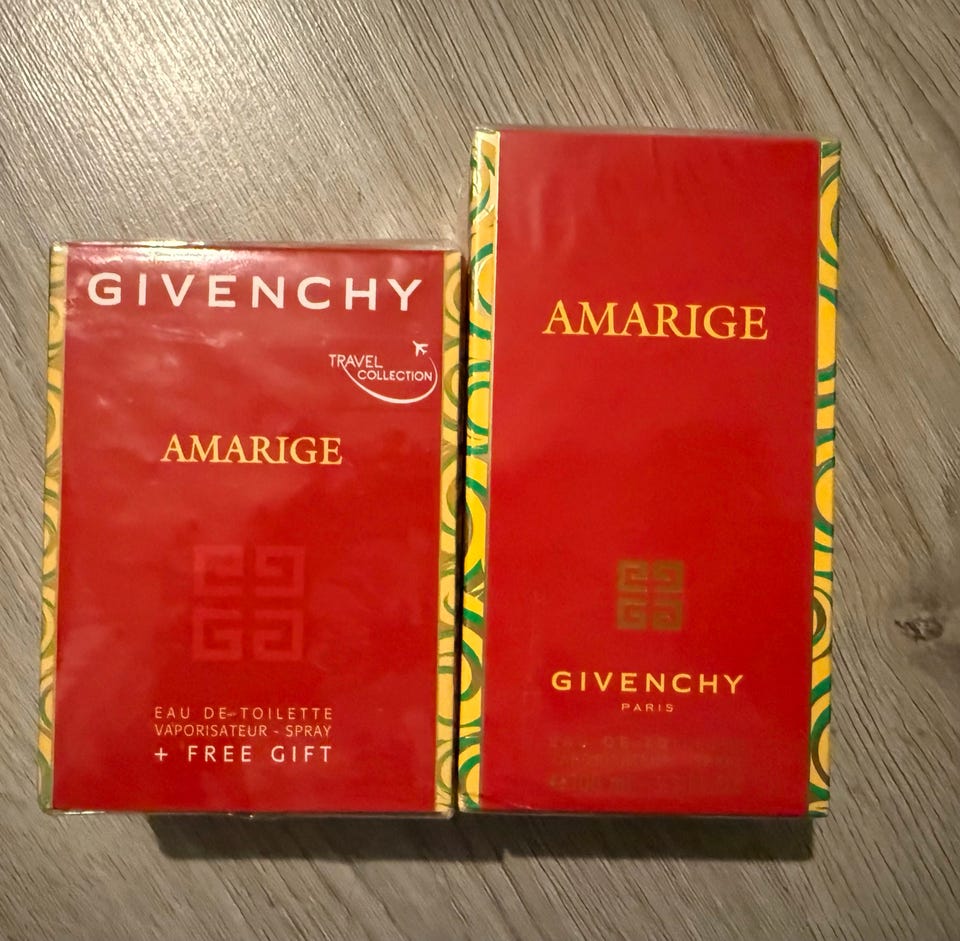 GIVENCHY
TRAVEL
COLLECTION
AMARIGE
EAU DE TOILETTE
VAPORISATEUR - SPRAY
+ FREE GIFT
AMARIGE
GIVENCHY
PARIS